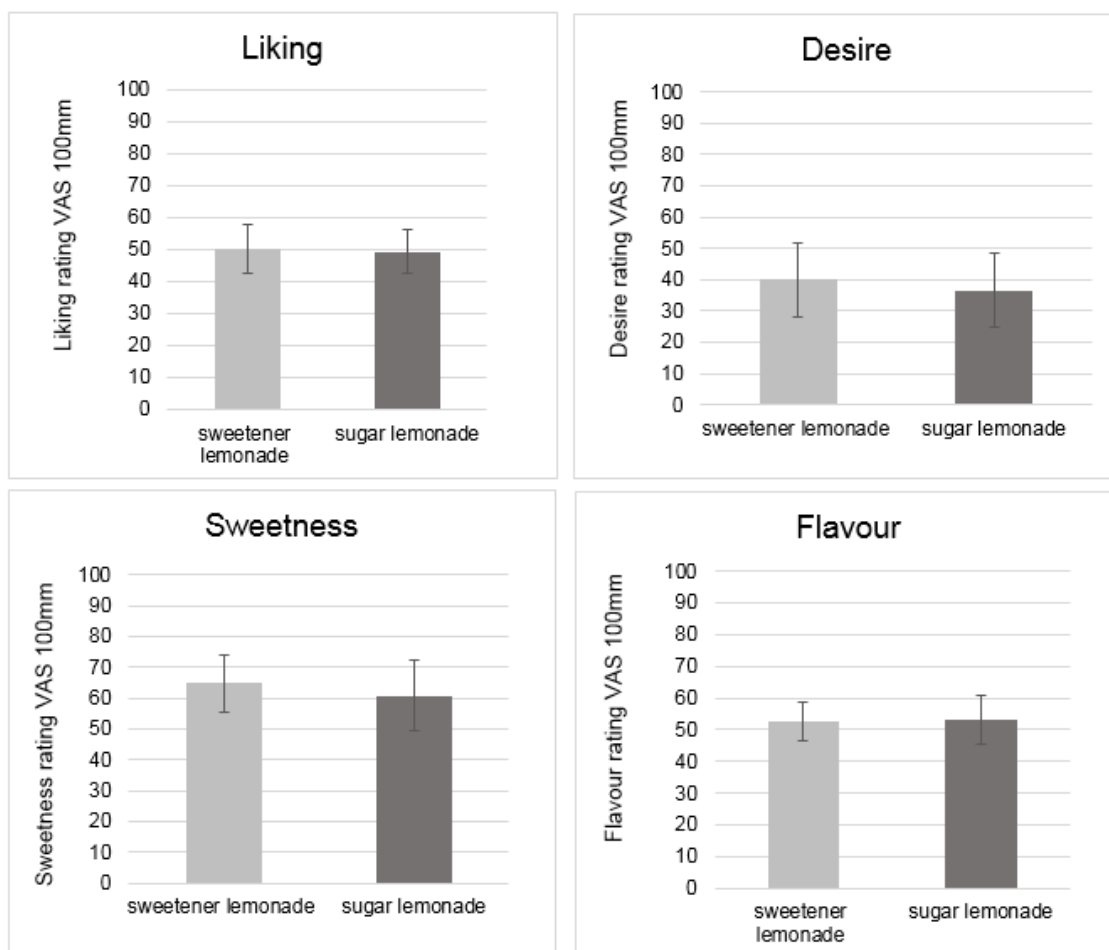 Liking
Liking rating VAS 100mm
100
90
80
70
60
50
40
30
20
10
0
sweetener
lemonade
sugar lemonade
Desire
Desire rating VAS 100mm
100
90
80
70
60
50
40
30
20
10
0
sweetener lemonade
sugar lemonade
Sweetness
Sweetness rating VAS 100mm
100
90
80
70
60
50
40
30
20
10
0
sweetener lemonade
sugar lemonade
Flavour
Flavour rating VAS 100mm
100
90
80
70
60
50
40
30
20
10
0
sweetener
lemonade
sugar lemonade